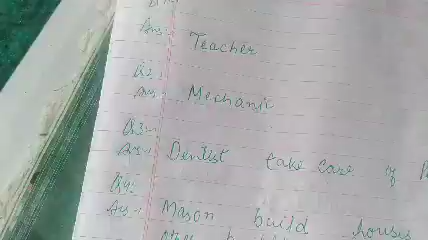 Ans:- Teacher
Q2:-
Ans:- Mechanic
Q3:-
Ans:- Dentist take care of
Q4:-
Ans:- Mason build houses